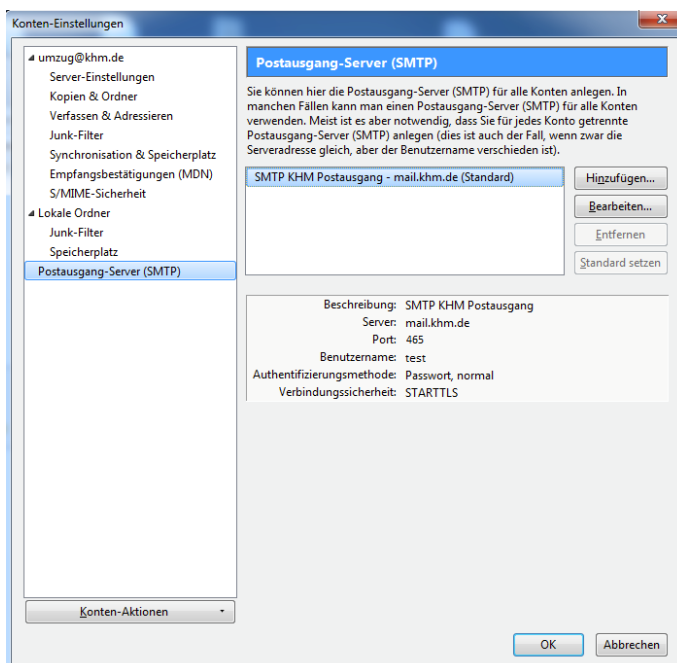 Konten-Einstellungen
umzug@khm.de
Server-Einstellungen
Kopien & Ordner
Verfassen & Adressieren
Junk-Filter
Synchronisation & Speicherplatz
Empfangsbestätigungen (MDN)
S/MIME-Sicherheit
Lokale Ordner
Junk-Filter
Speicherplatz
Postausgang-Server (SMTP)
Konten-Aktionen
Postausgang-Server (SMTP)
Sie können hier die Postausgang-Server (SMTP) für alle Konten anlegen. In
manchen Fällen kann man einen Postausgang-Server (SMTP) für alle Konten
verwenden. Meist ist es aber notwendig, dass Sie für jedes Konto getrennte
Postausgang-Server (SMTP) anlegen (dies ist auch der Fall, wenn zwar die
Serveradresse gleich, aber der Benutzername verschieden ist).
SMTP KHM Postausgang - mail.khm.de (Standard)
Hinzufügen...
Bearbeiten...
Entfernen
Standard setzen
Beschreibung: SMTP KHM Postausgang
Server: mail.khm.de
Port: 465
Benutzername: test
Authentifizierungsmethode: Passwort, normal
Verbindungssicherheit: STARTTLS
OK
Abbrechen